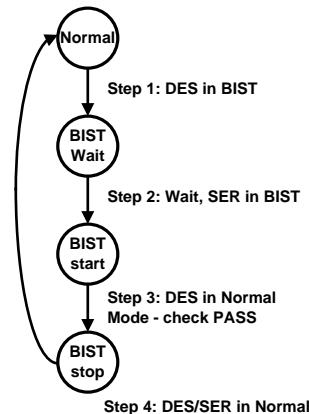 Normal
Step 1: DES in BIST
BIST
Wait
Step 2: Wait, SER in BIST
BIST
start
Step 3: DES in Normal
Mode - check PASS
BIST
stop
Step 4: DES/SER in Normal